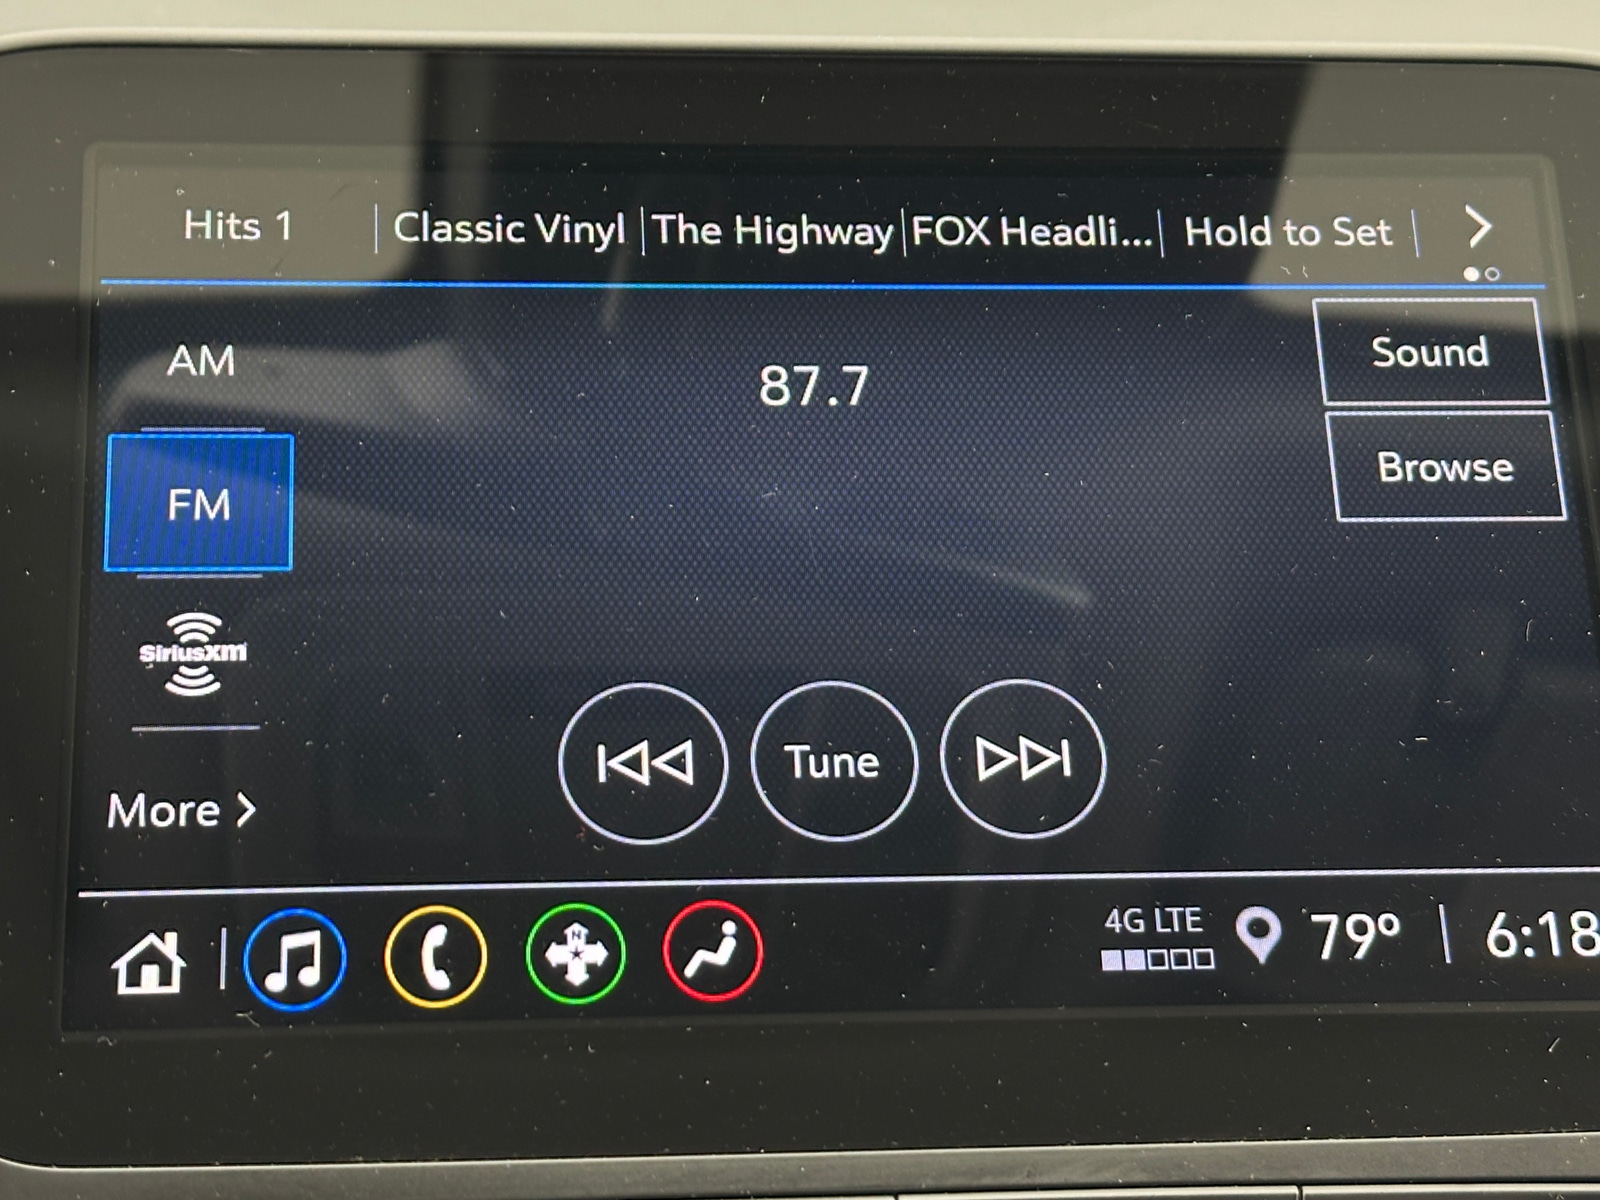 Hits 1
Classic Vinyl
The Highway
FOX Headli...
Hold to Set
AM
87.7
Sound
Browse
FM
SiriusXM
Tune
More
N
4G LTE
79°
6:18